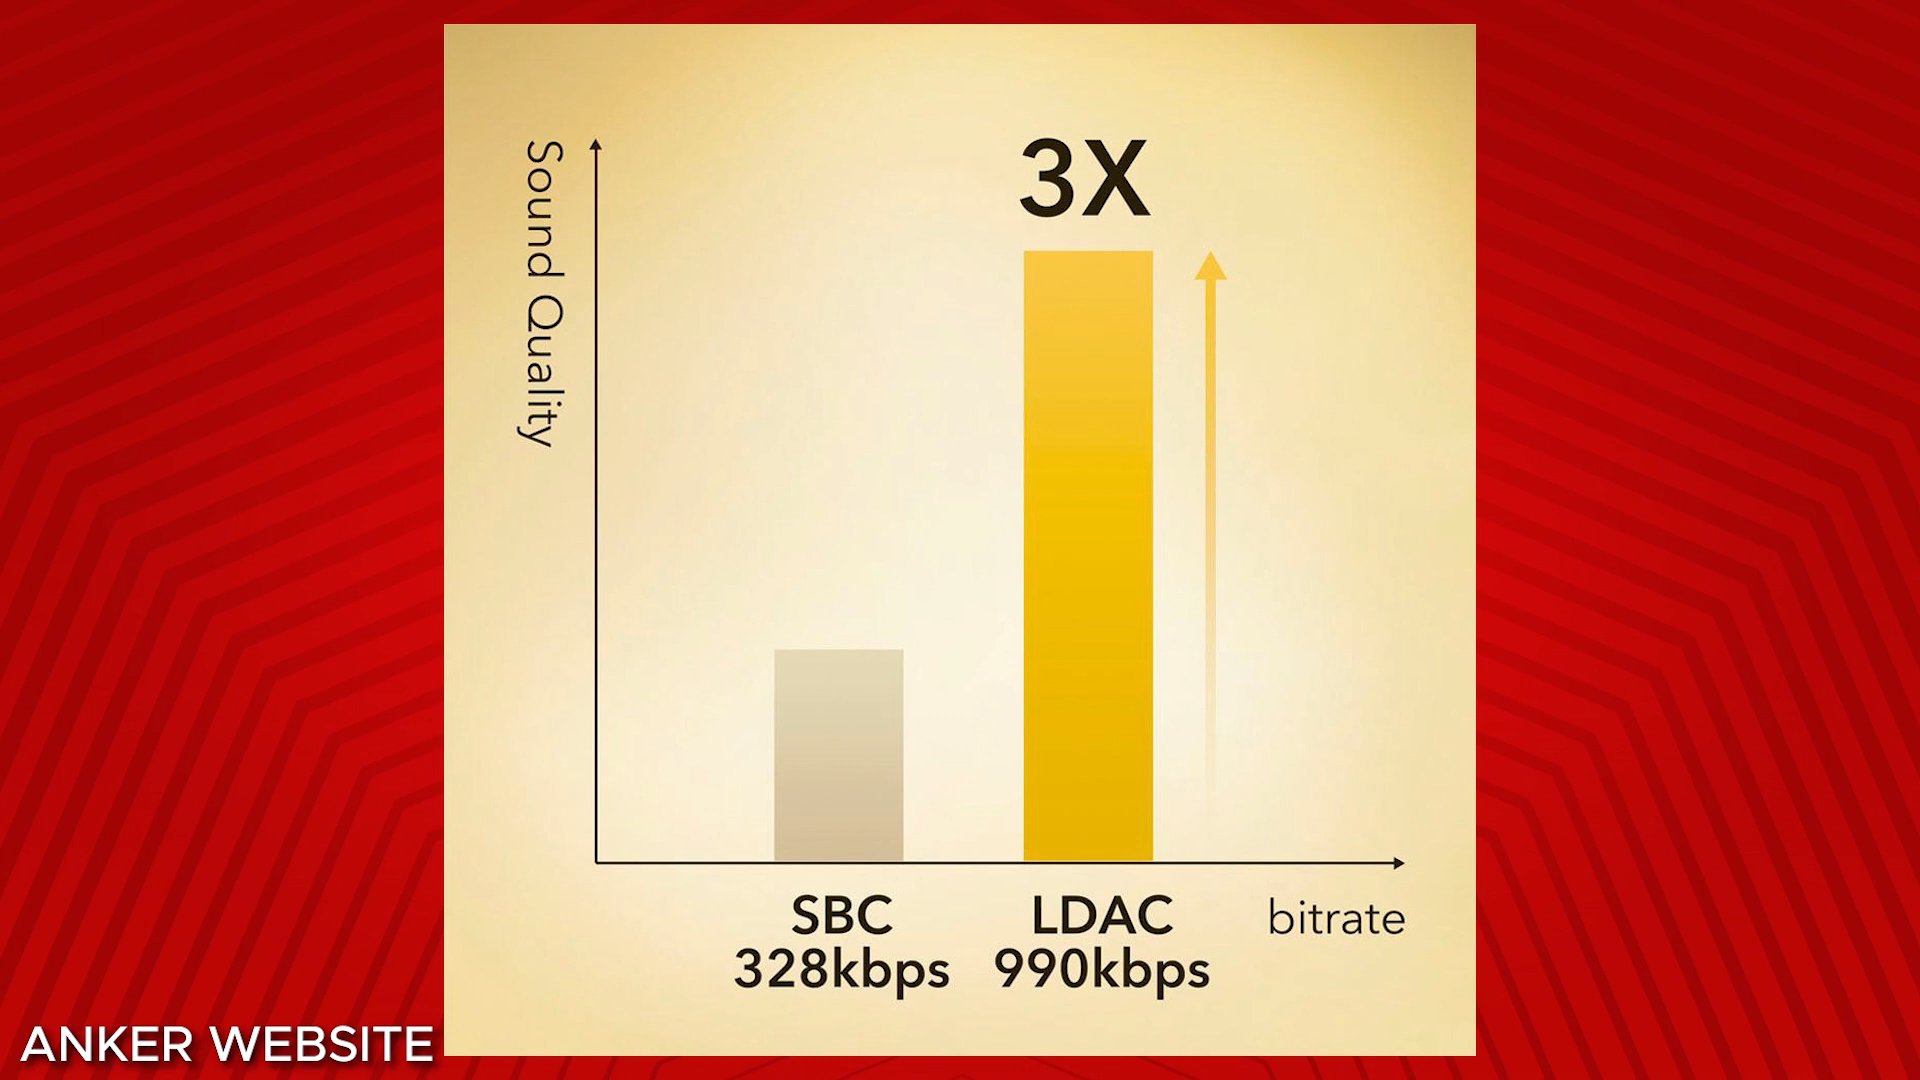 Sound Quality
3X
SBC
328kbps
LDAC
990kbps
bitrate
ANKER WEBSITE